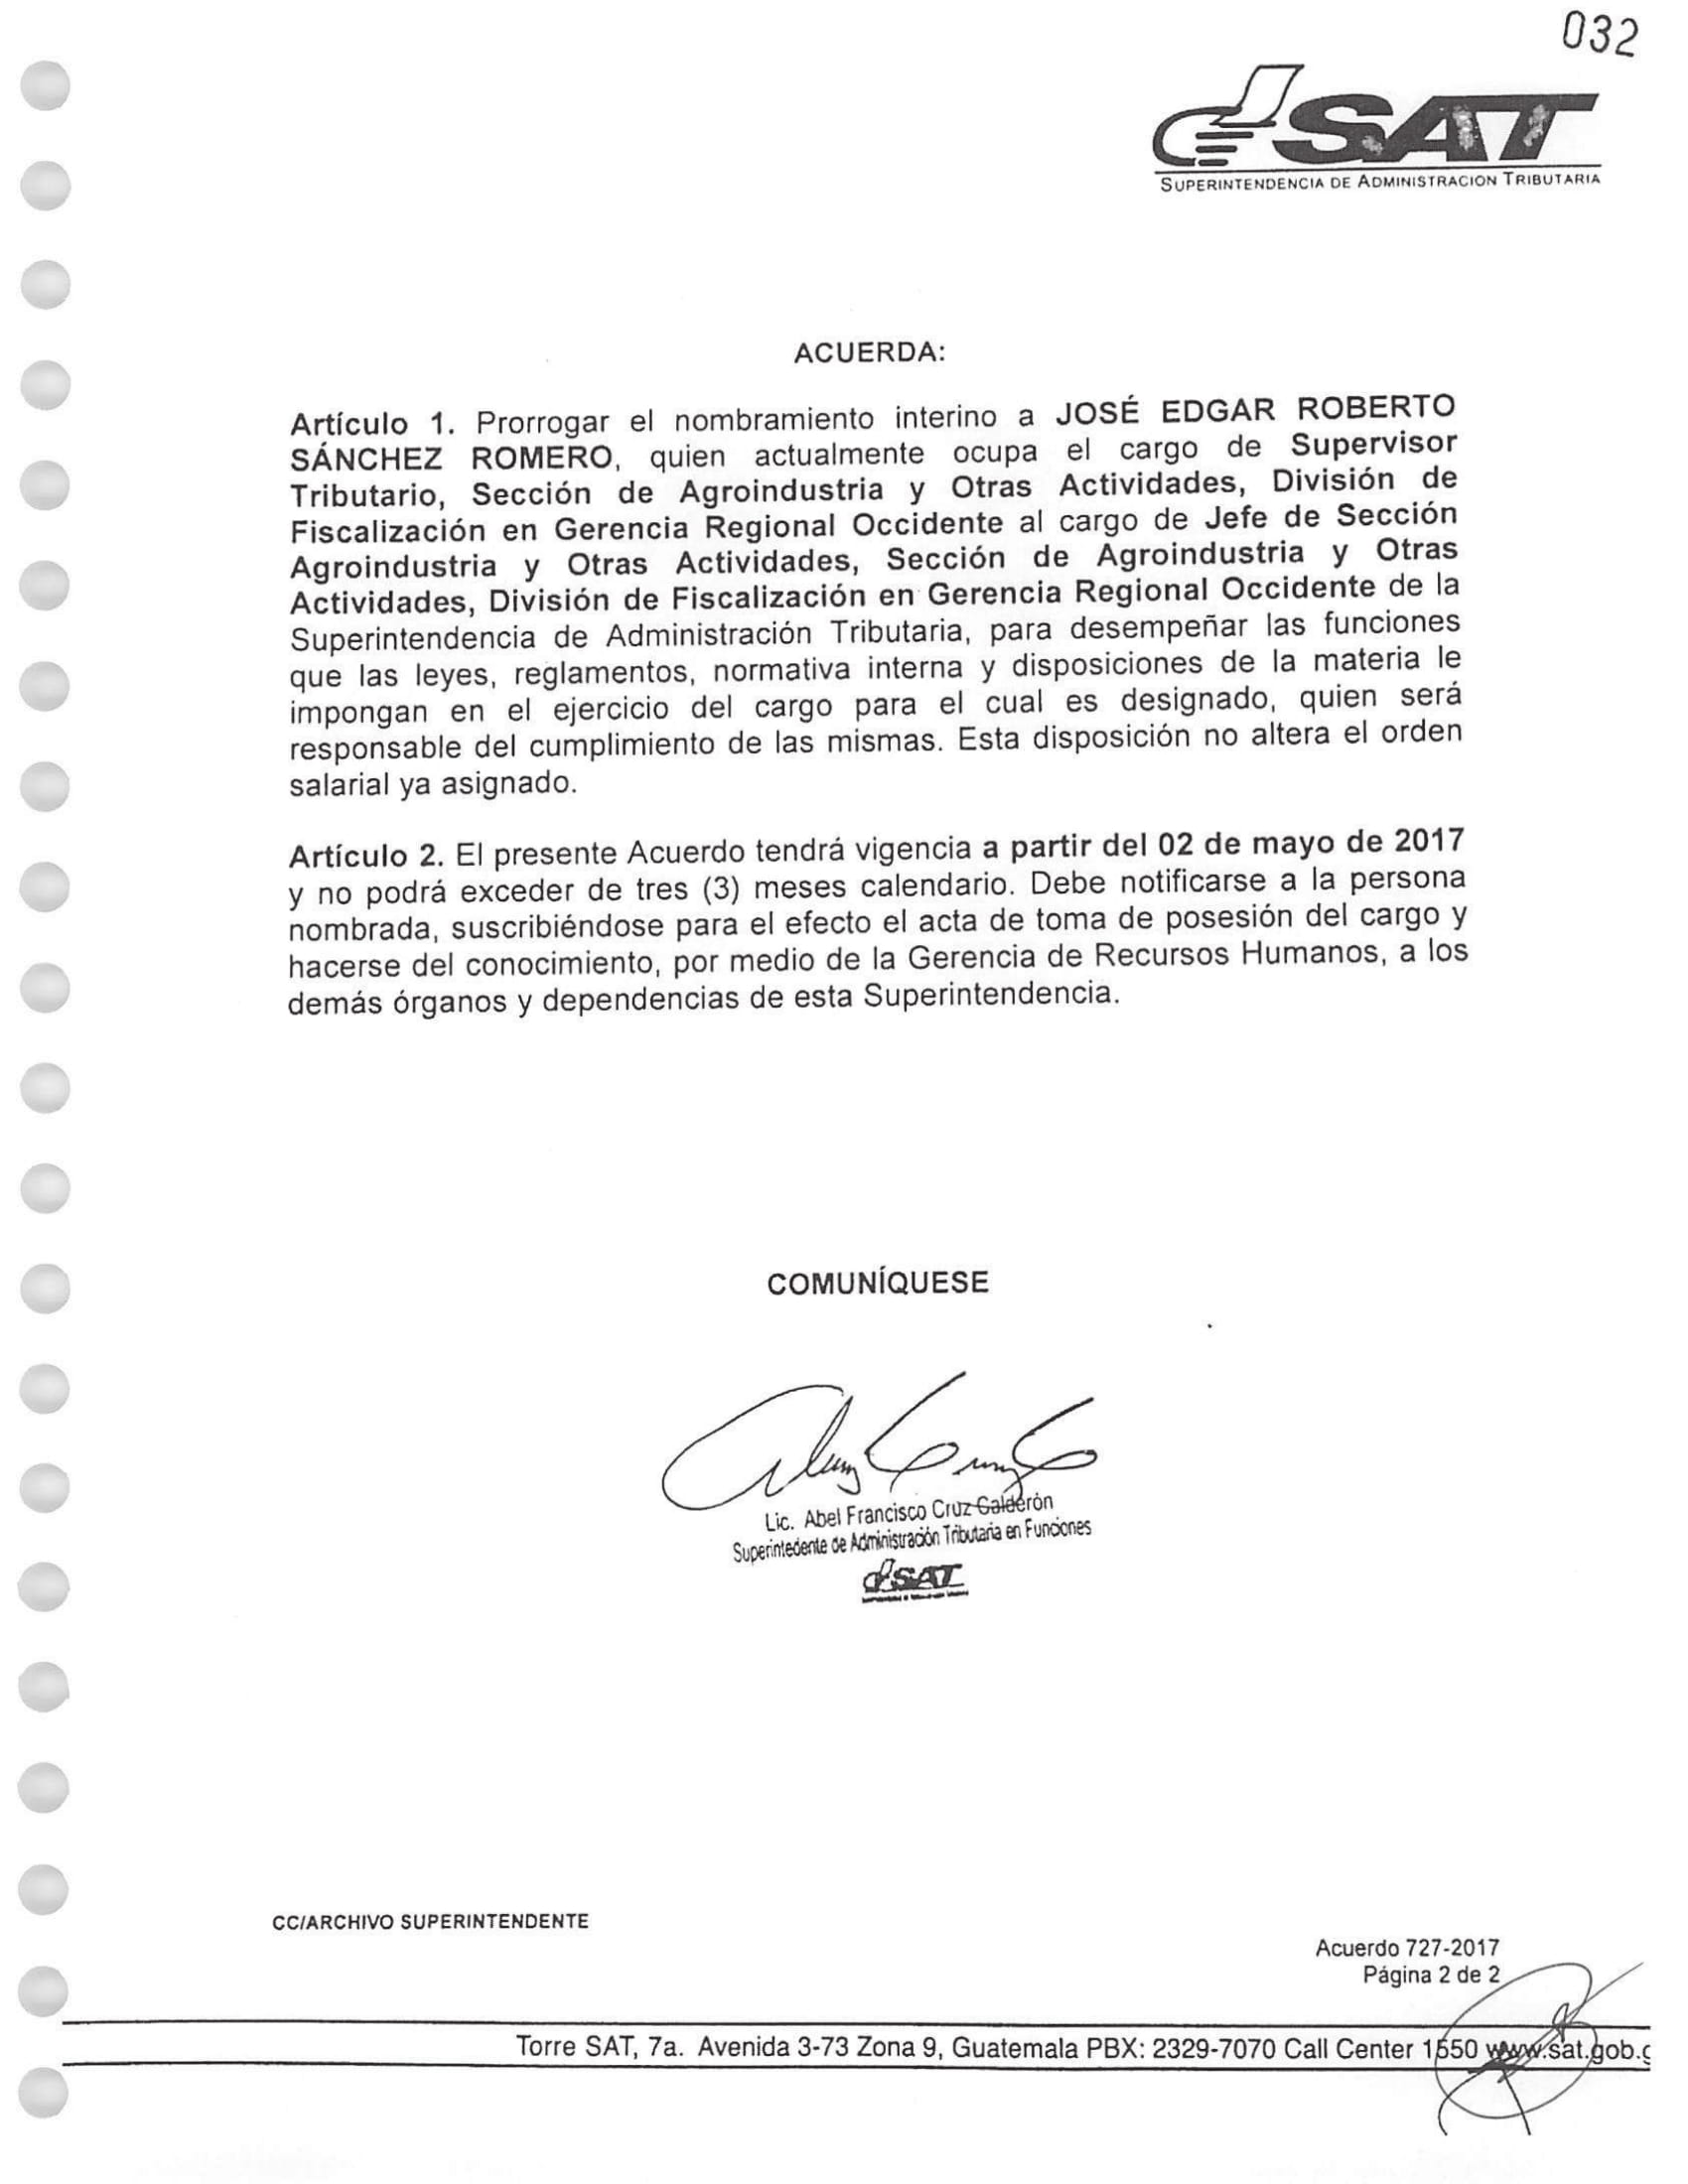 032
SAT
SUPERINTENDENCIA DE ADMINISTRACION TRIBUTARIA
ACUERDA:
Artículo 1. Prorrogar el nombramiento interino a JOSÉ EDGAR ROBERTO
SÁNCHEZ ROMERO, quien actualmente ocupa el cargo de Supervisor
Tributario, Sección de Agroindustria y Otras Actividades, División de
Fiscalización en Gerencia Regional Occidente al cargo de Jefe de Sección
Agroindustria y Otras Actividades, Sección de Agroindustria y Otras
Actividades, División de Fiscalización en Gerencia Regional Occidente de la
Superintendencia de Administración Tributaria, para desempeñar las funciones
que las leyes, reglamentos, normativa interna y disposiciones de la materia le
impongan en el ejercicio del cargo para el cual es designado, quien será
responsable del cumplimiento de las mismas. Esta disposición no altera el orden
salarial ya asignado.
Artículo 2. El presente Acuerdo tendrá vigencia a partir del 02 de mayo de 2017
y no podrá exceder de tres (3) meses calendario. Debe notificarse a la persona
nombrada, suscribiéndose para el efecto el acta de toma de posesión del cargo y
hacerse del conocimiento, por medio de la Gerencia de Recursos Humanos, a los
demás órganos y dependencias de esta Superintendencia.
COMUNÍQUESE
Lic. Abel Francisco Cruz Calderón
Superintedente de Administración Tributaria en Funciones
SAT
CC/ARCHIVO SUPERINTENDENTE
Acuerdo 727-2017
Página 2 de 2
Torre SAT, 7a. Avenida 3-73 Zona 9, Guatemala PBX: 2329-7070 Call Center 1550 www.sat.gob.g